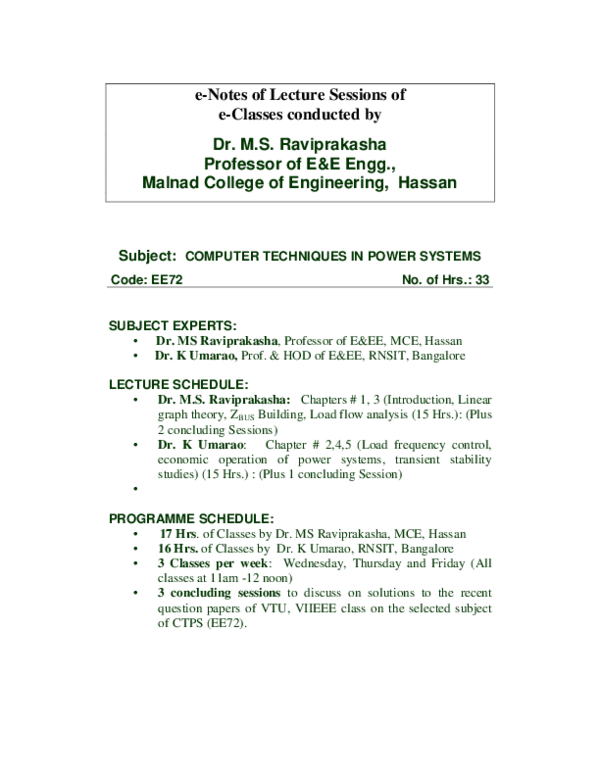 e-Notes of Lecture Sessions of
e-Classes conducted by
Dr. M.S. Raviprakasha
Professor of E&E Engg.,
Malnad College of Engineering, Hassan
Subject: COMPUTER TECHNIQUES IN POWER SYSTEMS
Code: EE72 No. of Hrs.: 33
SUBJECT EXPERTS:
• Dr. MS Raviprakasha, Professor of E&EE, MCE, Hassan
• Dr. K Umarao, Prof. & HOD of E&EE, RNSIT, Bangalore
LECTURE SCHEDULE:
• Dr. M.S. Raviprakasha: Chapters # 1, 3 (Introduction, Linear
graph theory, ZBUS Building, Load flow analysis (15 Hrs.): (Plus
2 concluding Sessions)
• Dr. K Umarao: Chapter # 2,4,5 (Load frequency control,
economic operation of power systems, transient stability
studies) (15 Hrs.) : (Plus 1 concluding Session)
•
PROGRAMME SCHEDULE:
• 17 Hrs. of Classes by Dr. MS Raviprakasha, MCE, Hassan
• 16 Hrs. of Classes by Dr. K Umarao, RNSIT, Bangalore
• 3 Classes per week: Wednesday, Thursday and Friday (All
classes at 11am -12 noon)
• 3 concluding sessions to discuss on solutions to the recent
question papers of VTU, VIIEEE class on the selected subject
of CTPS (EE72).